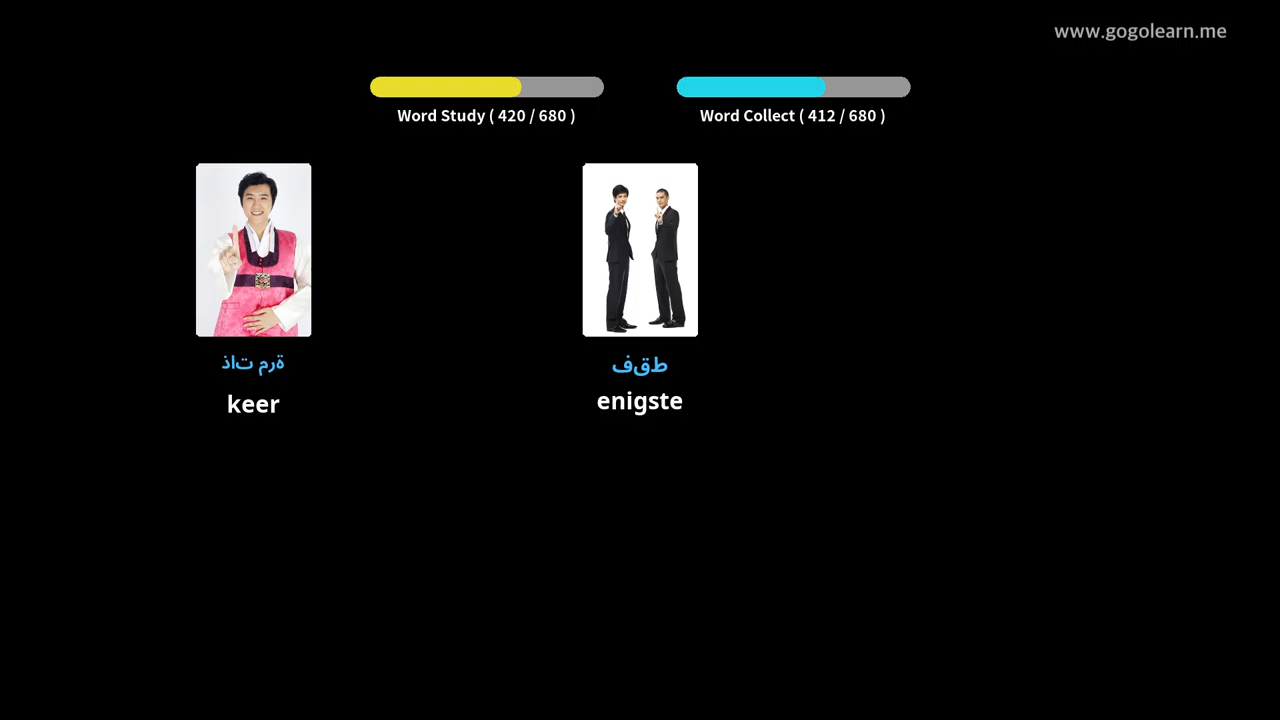 www.gogolearn.me
Word Study ( 420 / 680 )
Word Collect ( 412 / 680 )
ةرم تاذ
keer
طقف
enigste